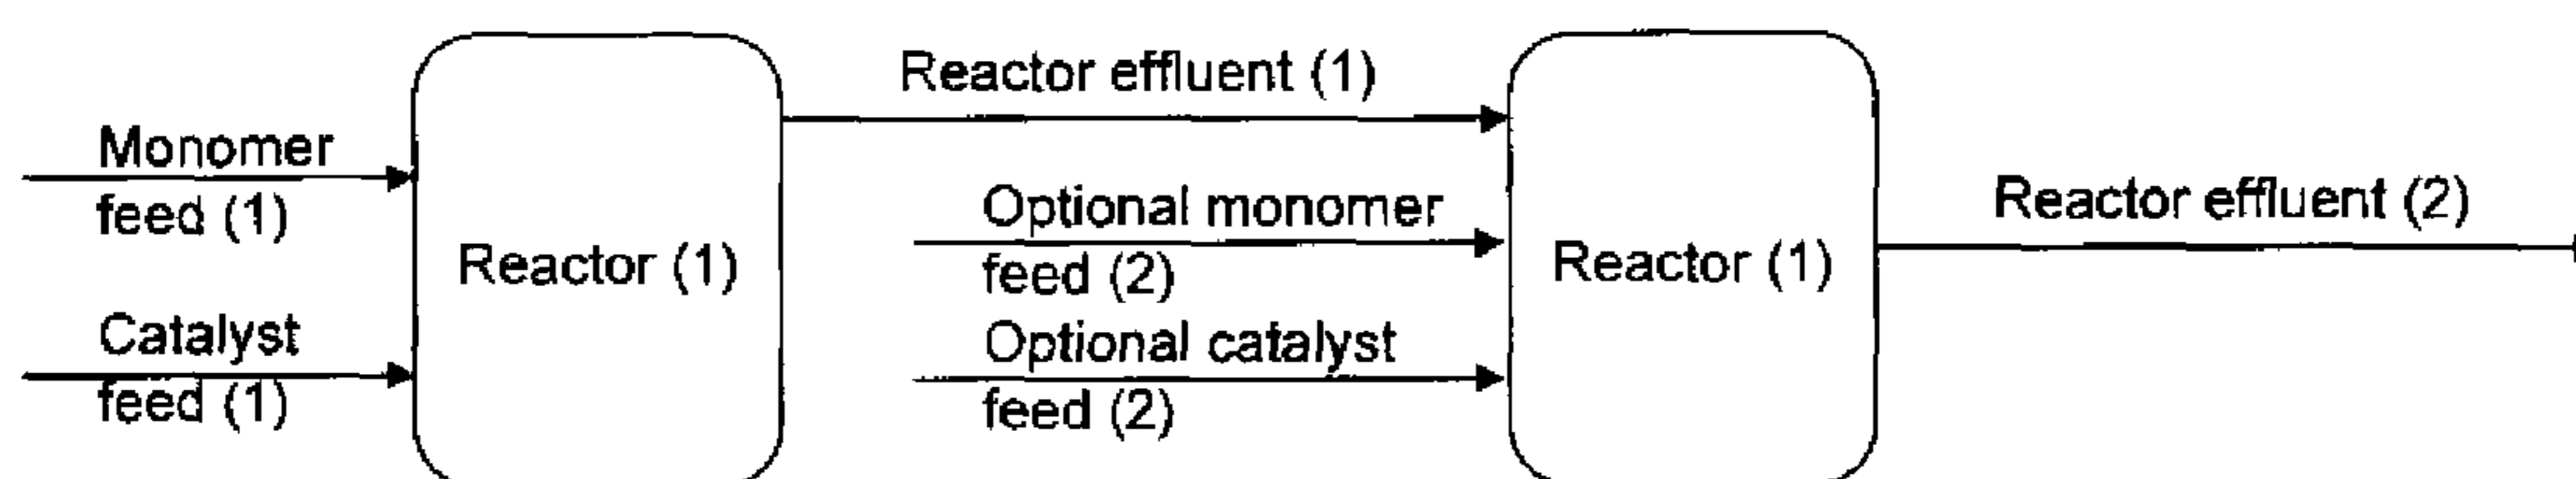 Monomer
feed (1)
Catalyst
feed (1)
Reactor (1)
Reactor effluent (1)
Optional monomer
feed (2)
Optional catalyst
feed (2)
Reactor (1)
Reactor effluent (2)